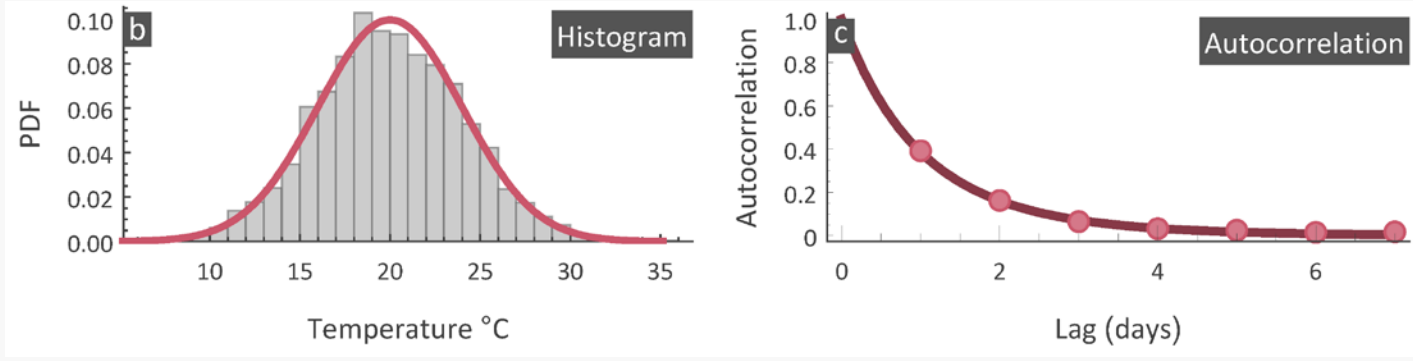 b
Histogram
PDF
0.10
0.08
0.06
0.04
0.02
0.00
10 15 20 25 30 35
Temperature °C
c
Autocorrelation
Autocorrelation
1.0
0.8
0.6
0.4
0.2
0
0 2 4 6
Lag (days)